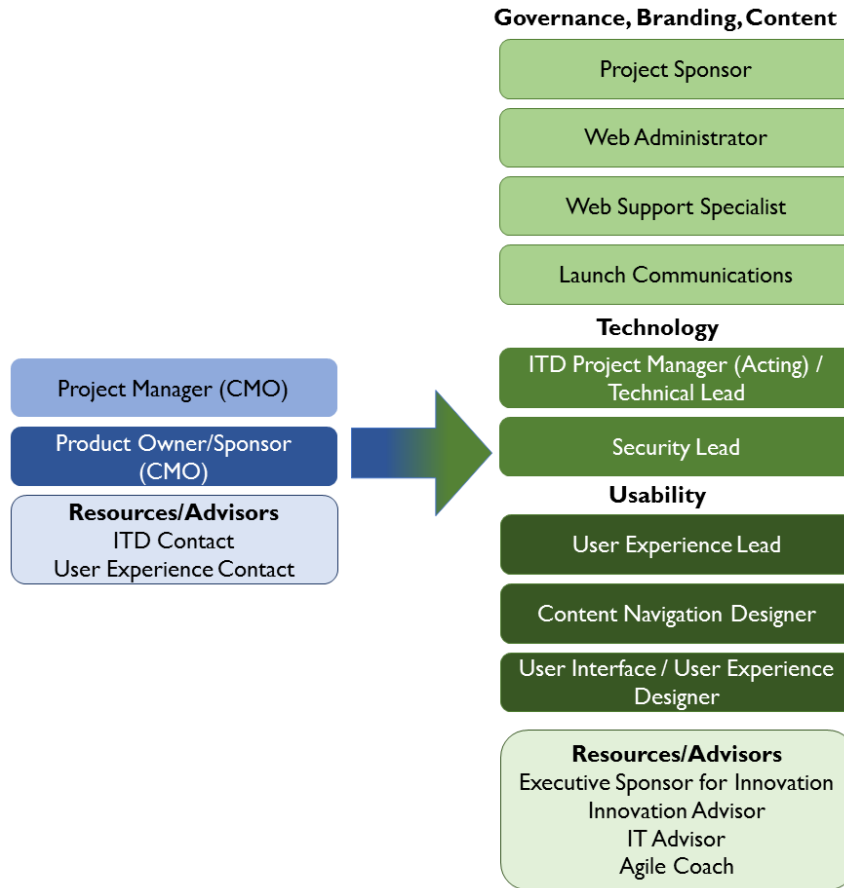 Project Manager (CMO)
Product Owner/Sponsor
(CMO)
Resources/Advisors
ITD Contact
User Experience Contact
Governance, Branding, Content
Project Sponsor
Web Administrator
Web Support Specialist
Launch Communications
Technology
ITD Project Manager (Acting) /
Technical Lead
Security Lead
Usability
User Experience Lead
Content Navigation Designer
User Interface / User Experience
Designer
Resources/Advisors
Executive Sponsor for Innovation
Innovation Advisor
IT Advisor
Agile Coach